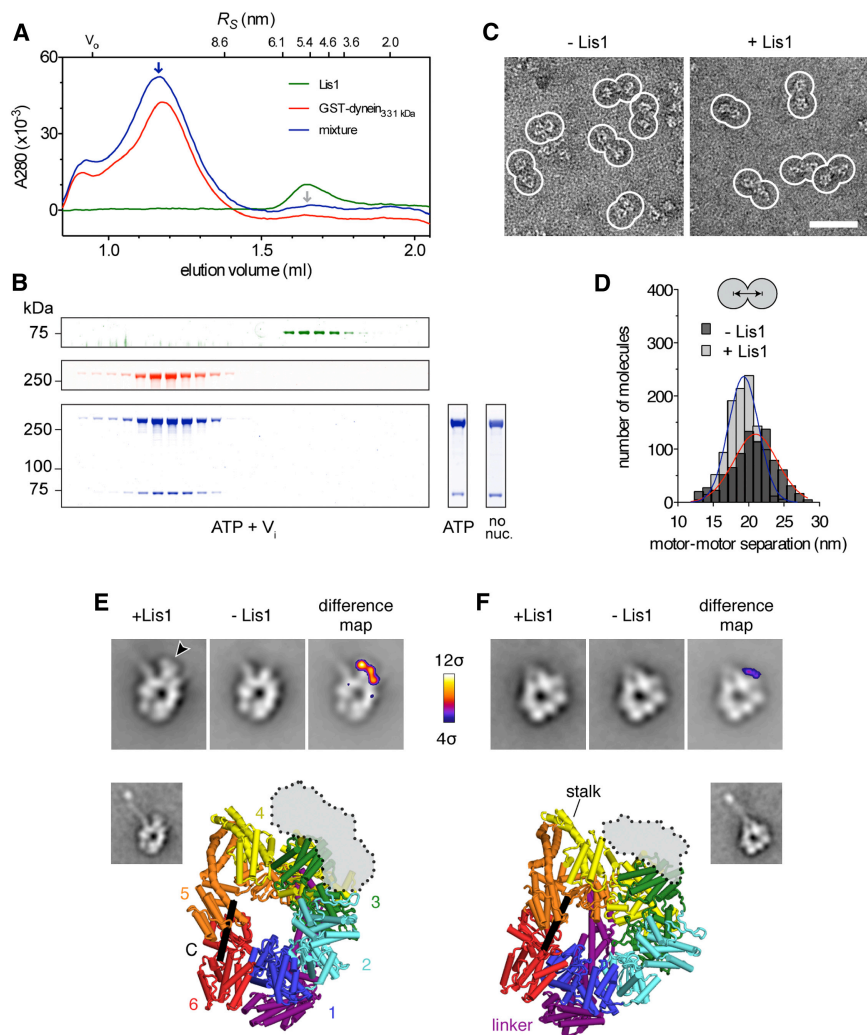 A
R_S (nm)
V_o 8.6 6.1 5.4 4.6 3.6 2.0
A280 (x10⁻³)
60
30
0
Lis1
GST-dynein_331 kDa
mixture
1.0 1.5 2.0
elution volume (ml)
B
kDa
75
250
250
100
75
ATP + V_i
ATP
no
nuc.
C
- Lis1 + Lis1
D
number of molecules
400
300
200
100
0
- Lis1
+ Lis1
10 15 20 25 30
motor-motor separation (nm)
E
+Lis1 - Lis1 difference
map
12σ
4σ
4
5
3
C
2
6
1
F
+Lis1 - Lis1 difference
map
stalk
linker